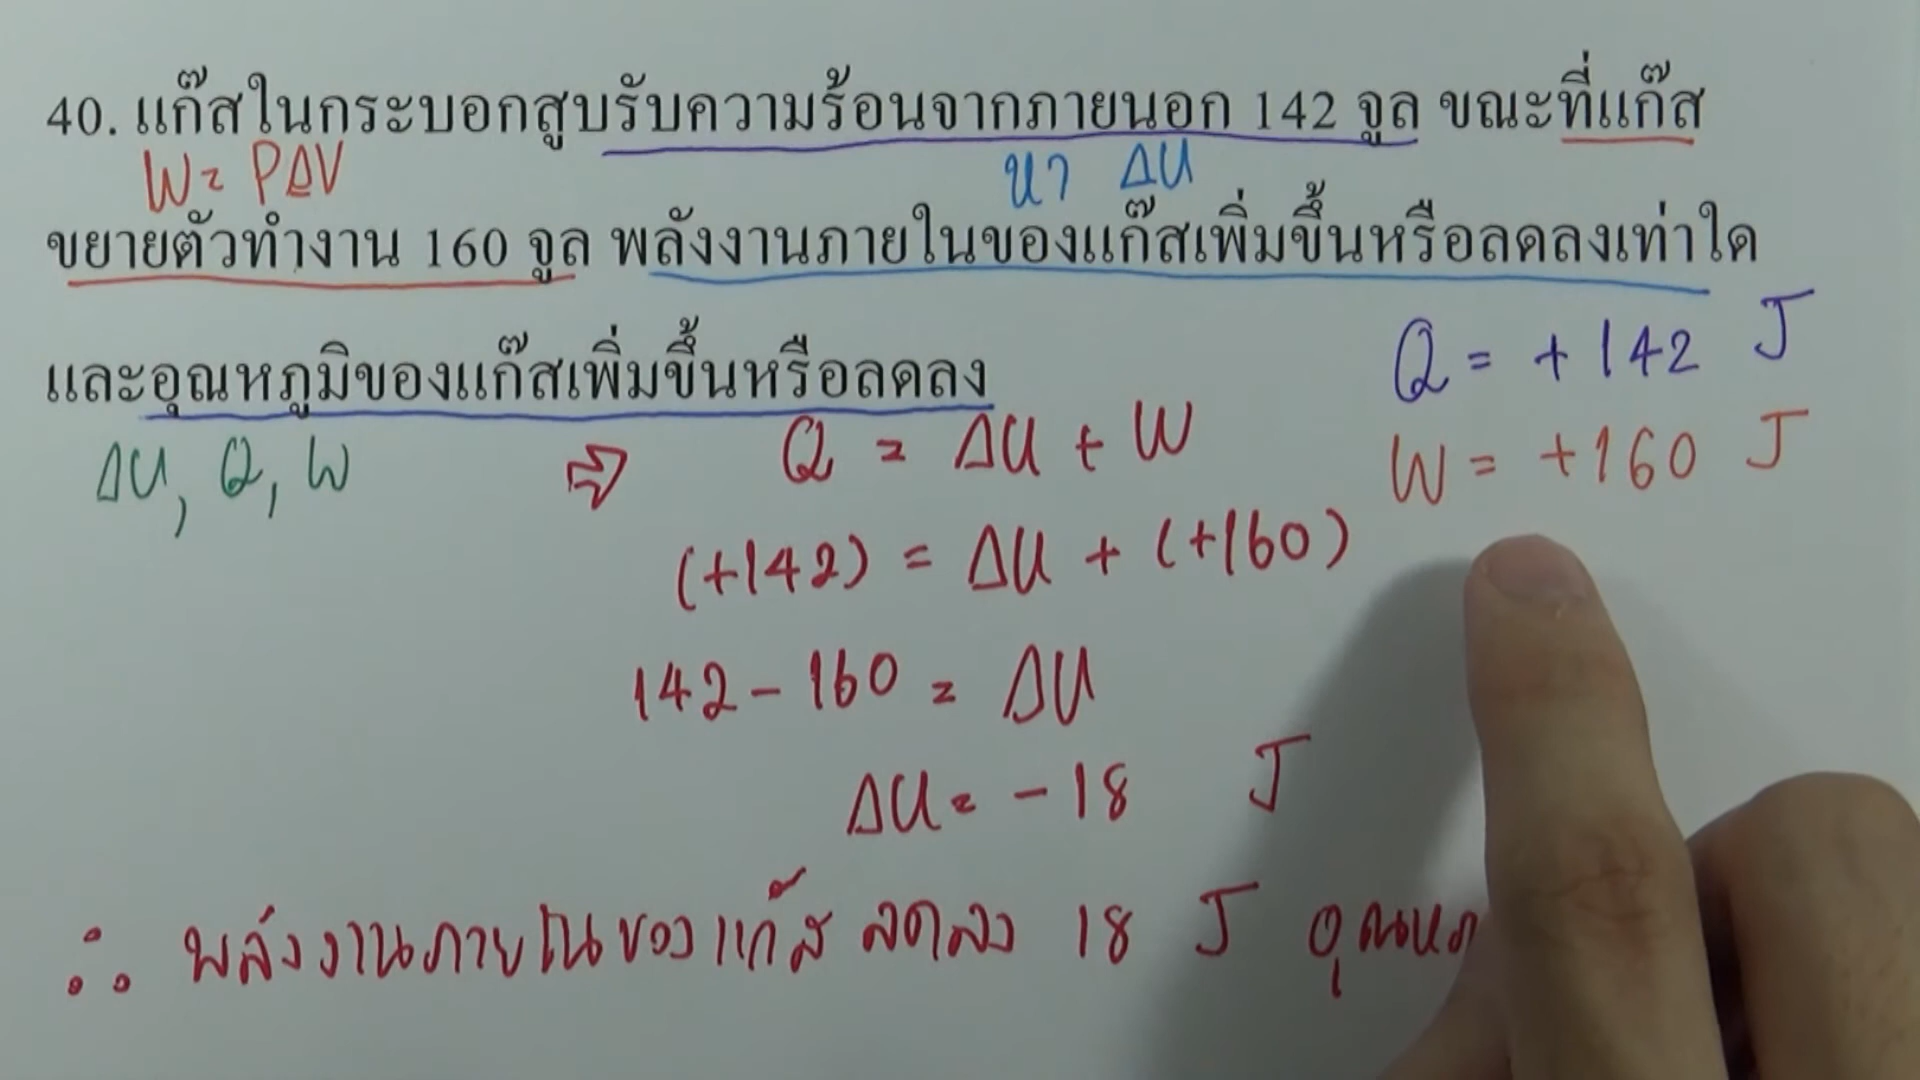 40. แก๊สในกระบอกสูบรับความร้อนจากภายนอก 142 จูล ขณะที่แก๊ส
W = PΔV
หา ΔU
ขยายตัวทำงาน 160 จูล พลังงานภายในของแก๊สเพิ่มขึ้นหรือลดลงเท่าใด
และอุณหภูมิของแก๊สเพิ่มขึ้นหรือลดลง
Q = +142 J
W = +160 J
ΔU, Q, W
Q = ΔU + W
(+142) = ΔU + (+160)
142 - 160 = ΔU
ΔU = -18 J
∴ พลังงานภายในของแก๊ส ลดลง 18 J